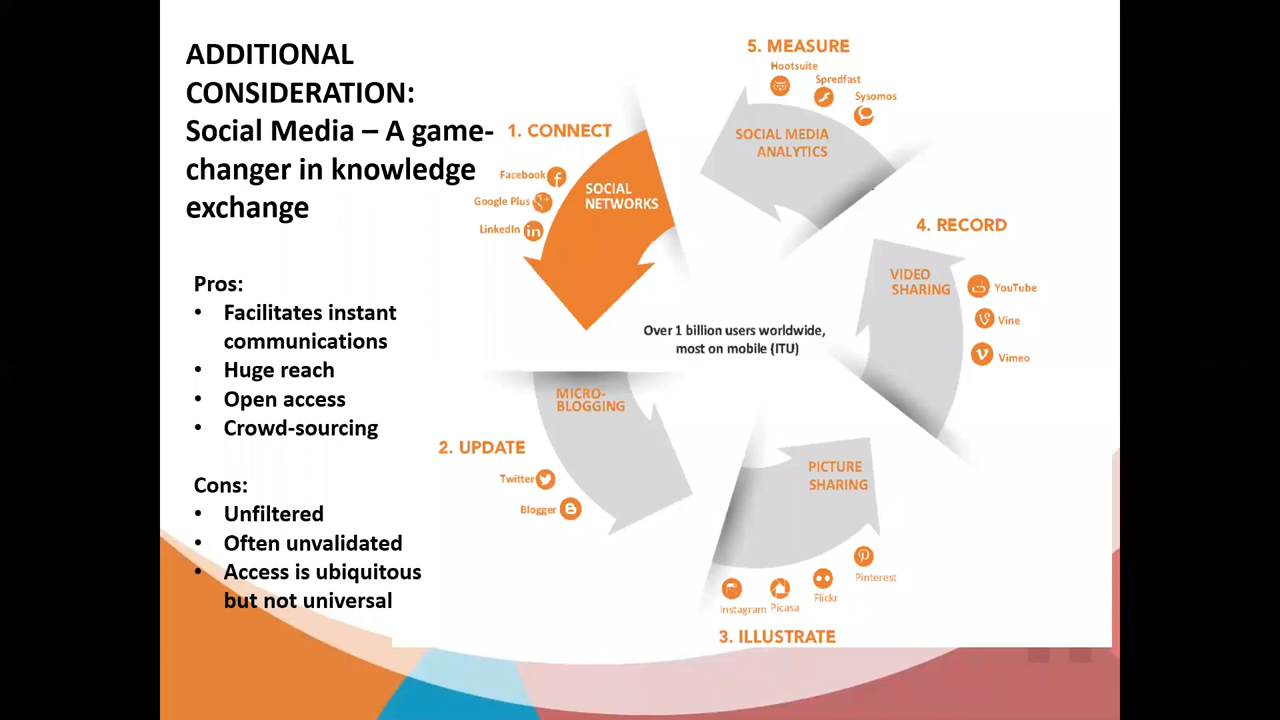 ADDITIONAL
CONSIDERATION:
Social Media – A game-
changer in knowledge
exchange
Pros:
• Facilitates instant
communications
• Huge reach
• Open access
• Crowd-sourcing
Cons:
• Unfiltered
• Often unvalidated
• Access is ubiquitous
but not universal
1. CONNECT
Facebook
Google Plus
LinkedIn
SOCIAL
NETWORKS
2. UPDATE
MICRO-
BLOGGING
Twitter
Blogger
3. ILLUSTRATE
PICTURE
SHARING
Instagram
Picasa
Flickr
Pinterest
4. RECORD
VIDEO
SHARING
YouTube
Vine
Vimeo
5. MEASURE
Hootsuite
Spredfast
Sysomos
SOCIAL MEDIA
ANALYTICS
Over 1 billion users worldwide,
most on mobile (ITU)